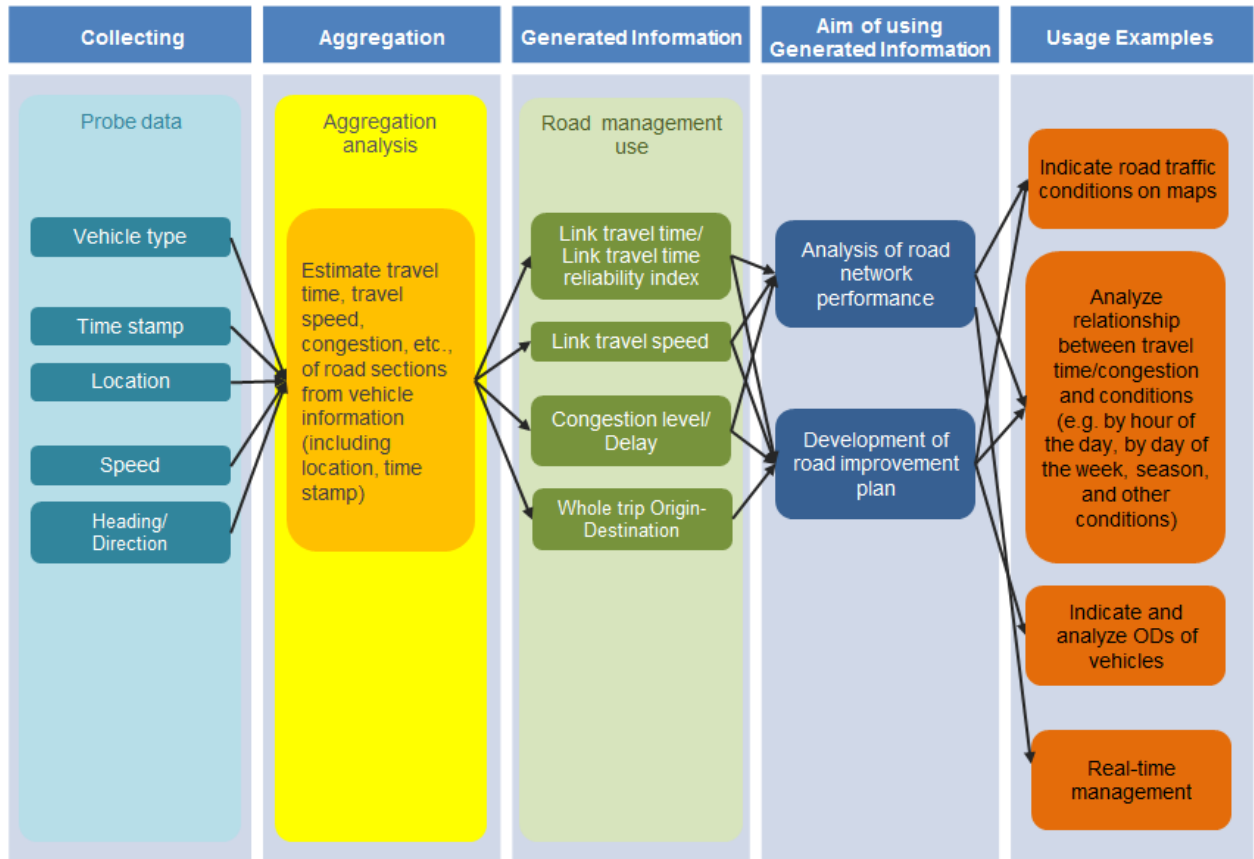 Collecting
Aggregation
Generated Information
Aim of using
Generated Information
Usage Examples
Probe data
Vehicle type
Time stamp
Location
Speed
Heading/
Direction
Aggregation
analysis
Estimate travel
time, travel
speed,
congestion, etc.,
of road sections
from vehicle
information
(including
location, time
stamp)
Road management
use
Link travel time/
Link travel time
reliability index
Link travel speed
Congestion level/
Delay
Whole trip Origin-
Destination
Analysis of road
network
performance
Development of
road improvement
plan
Indicate road traffic
conditions on maps
Analyze
relationship
between travel
time/congestion
and conditions
(e.g. by hour of
the day, by day of
the week, season,
and other
conditions)
Indicate and
analyze ODs of
vehicles
Real-time
management